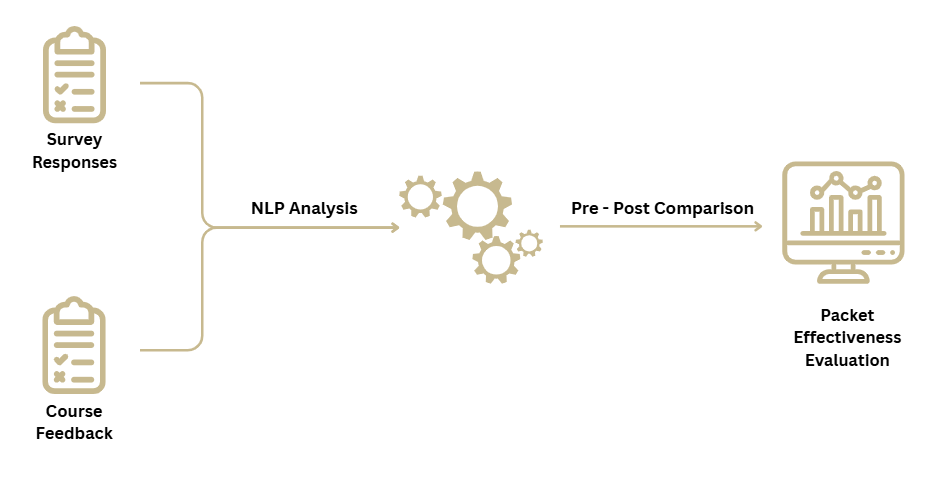 Survey
Responses
NLP Analysis
Pre - Post Comparison
Packet
Effectiveness
Evaluation
Course
Feedback